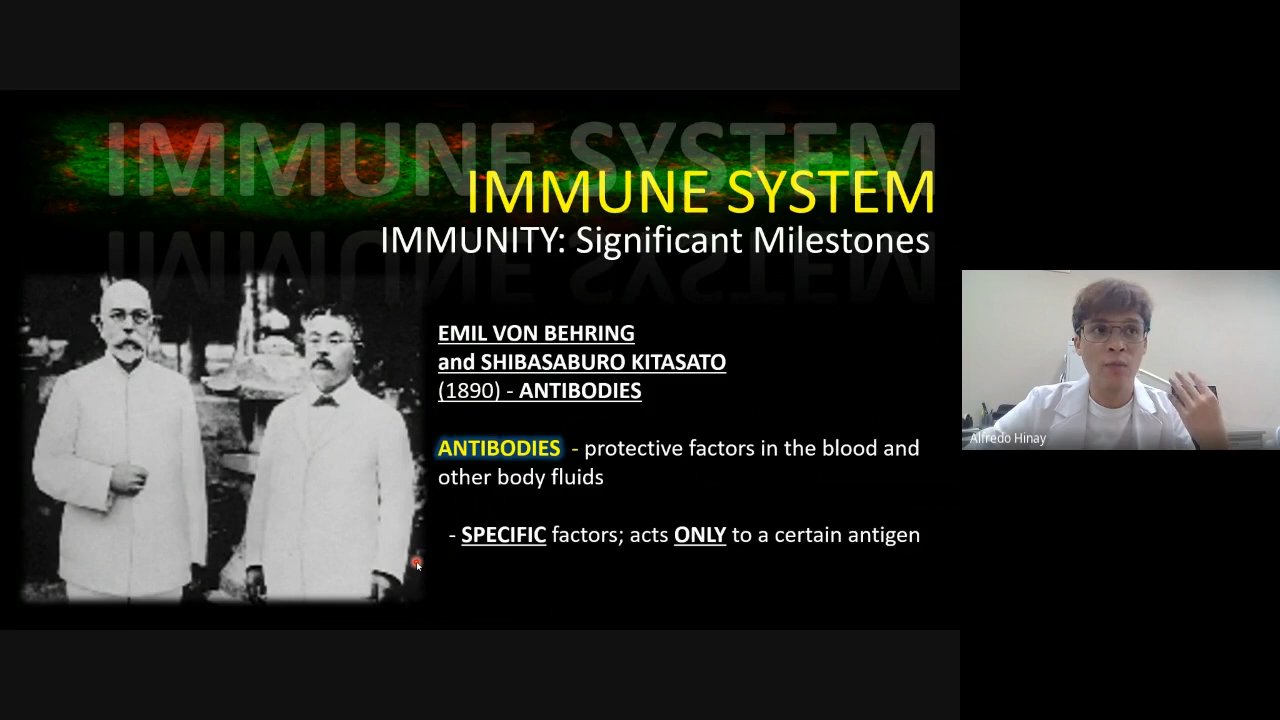 IMMUNE SYSTEM
IMMUNE SYSTEM
IMMUNITY: Significant Milestones
EMIL VON BEHRING
and SHIBASABURO KITASATO
(1890) - ANTIBODIES
ANTIBODIES - protective factors in the blood and
other body fluids
- SPECIFIC factors; acts ONLY to a certain antigen
Alfredo Hinay